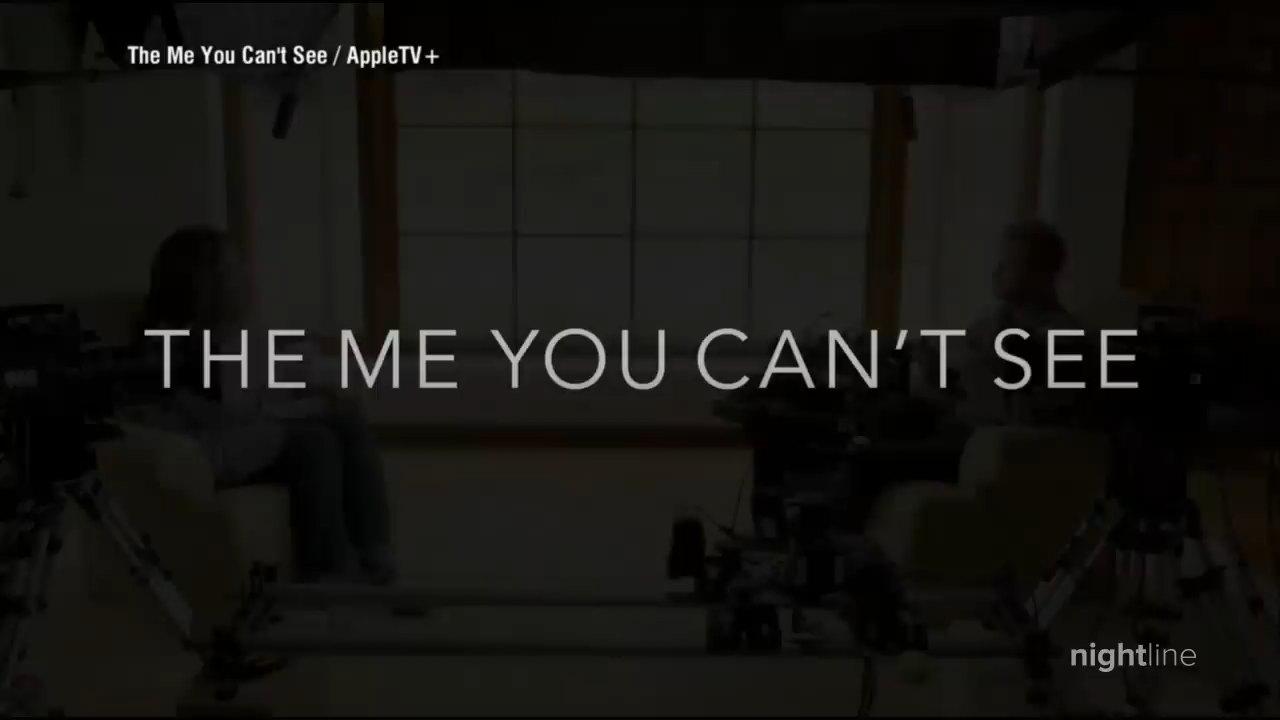 The Me You Can't See / AppleTV+
THE ME YOU CAN’T SEE
nightline